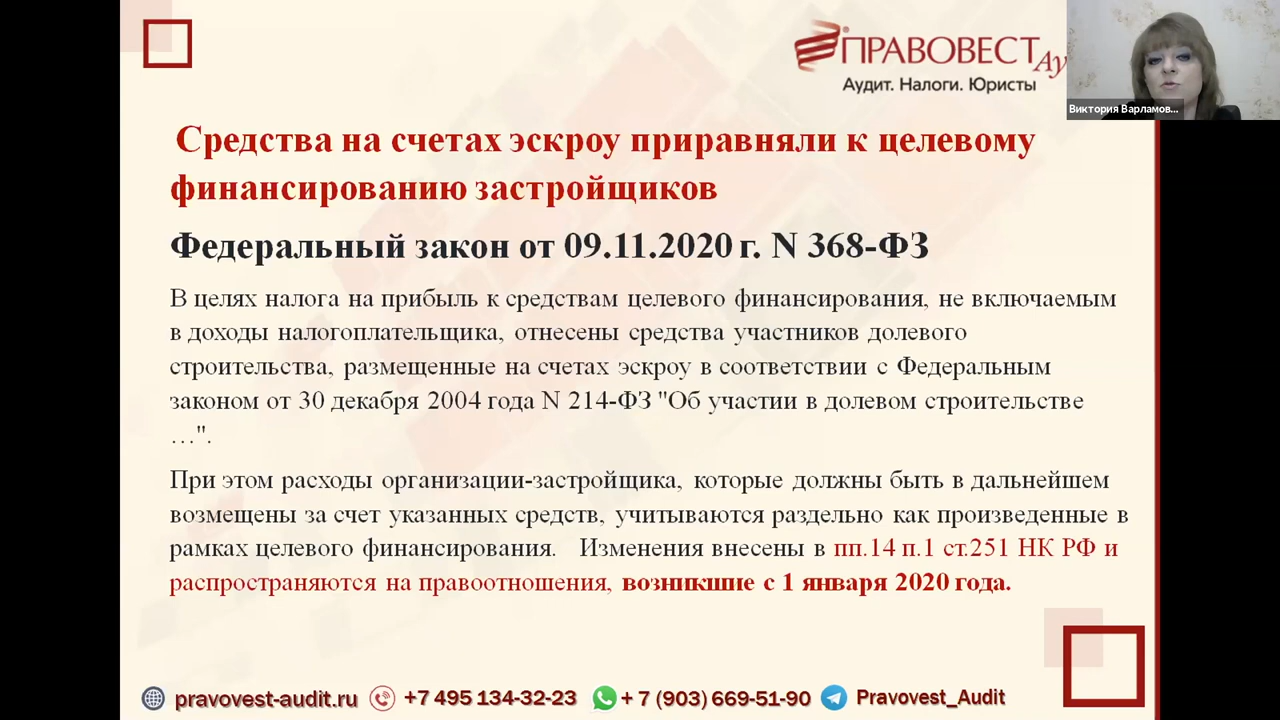 ПРАВОВЕСТ Ау
Аудит. Налоги. Юристы
Виктория Варламов...
Средства на счетах эскроу приравняли к целевому
финансированию застройщиков
Федеральный закон от 09.11.2020 г. N 368-ФЗ
В целях налога на прибыль к средствам целевого финансирования, не включаемым
в доходы налогоплательщика, отнесены средства участников долевого
строительства, размещенные на счетах эскроу в соответствии с Федеральным
законом от 30 декабря 2004 года N 214-ФЗ "Об участии в долевом строительстве
…".
При этом расходы организации-застройщика, которые должны быть в дальнейшем
возмещены за счет указанных средств, учитываются раздельно как произведенные в
рамках целевого финансирования. Изменения внесены в пп.14 п.1 ст.251 НК РФ и
распространяются на правоотношения, возникшие с 1 января 2020 года.
pravovest-audit.ru +7 495 134-32-23 + 7 (903) 669-51-90 Pravovest_Audit